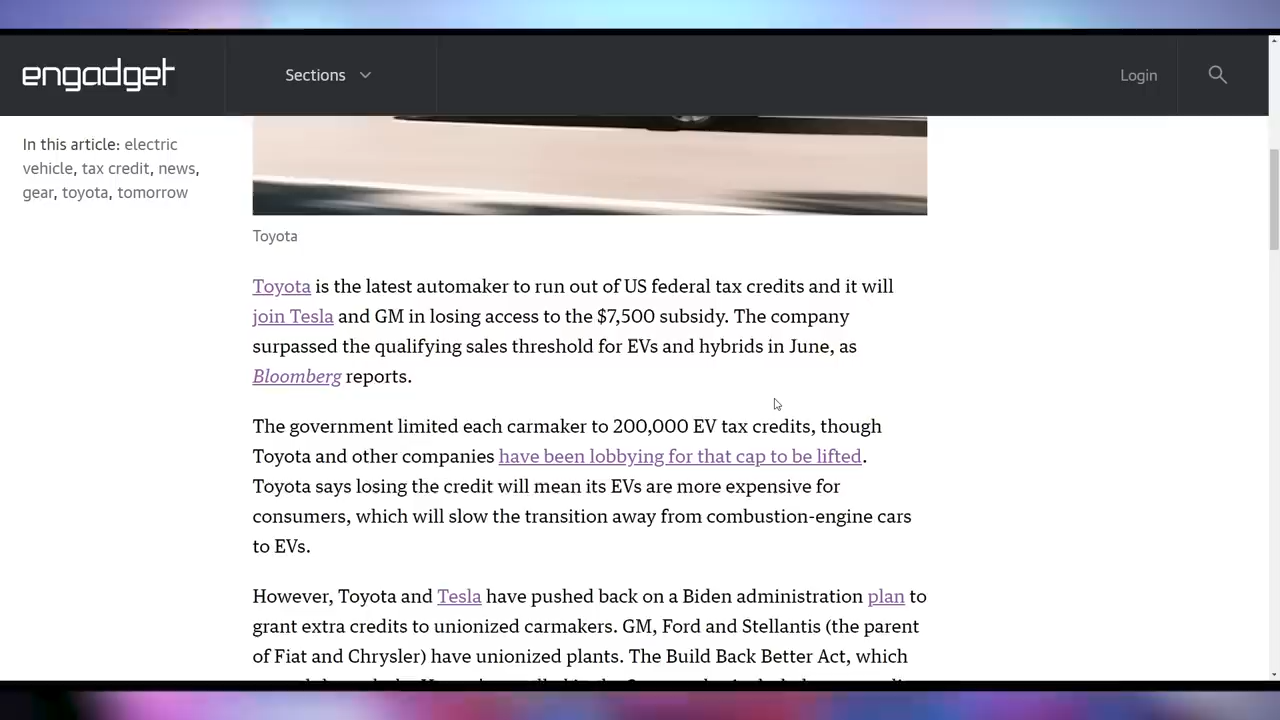 engadget
Sections
Login
In this article: electric
vehicle, tax credit, news,
gear, toyota, tomorrow
Toyota
Toyota is the latest automaker to run out of US federal tax credits and it will
join Tesla and GM in losing access to the $7,500 subsidy. The company
surpassed the qualifying sales threshold for EVs and hybrids in June, as
Bloomberg reports.
The government limited each carmaker to 200,000 EV tax credits, though
Toyota and other companies have been lobbying for that cap to be lifted.
Toyota says losing the credit will mean its EVs are more expensive for
consumers, which will slow the transition away from combustion-engine cars
to EVs.
However, Toyota and Tesla have pushed back on a Biden administration plan to
grant extra credits to unionized carmakers. GM, Ford and Stellantis (the parent
of Fiat and Chrysler) have unionized plants. The Build Back Better Act, which